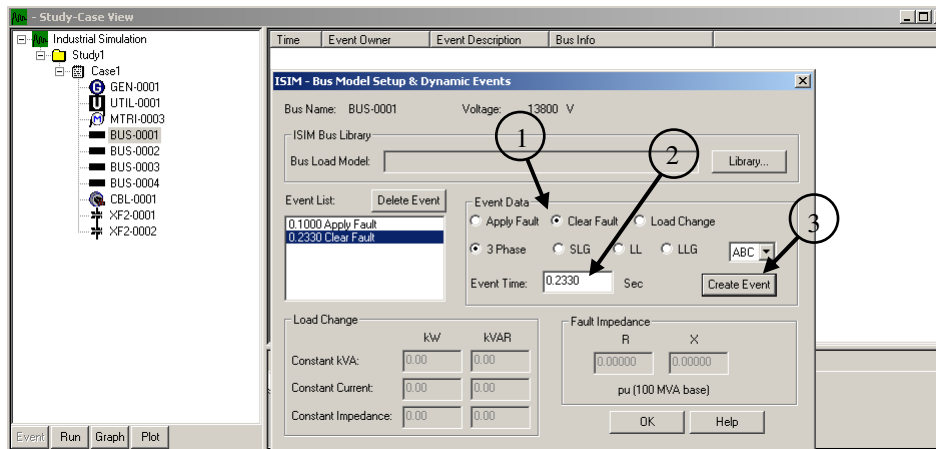 - Study-Case View
Industrial Simulation
Study1
Case1
GEN-0001
UTIL-0001
MTRI-0003
BUS-0001
BUS-0002
BUS-0003
BUS-0004
CBL-0001
XF2-0001
XF2-0002
Event Run Graph Plot
Time Event Owner Event Description Bus Info
ISIM - Bus Model Setup & Dynamic Events
Bus Name: BUS-0001 Voltage: 13800 V
ISIM Bus Library
Bus Load Model: Library...
1
2
3
Event List: Delete Event
0.1000 Apply Fault
0.2330 Clear Fault
Event Data
Apply Fault Clear Fault Load Change
3 Phase SLG LL LLG ABC
Event Time: 0.2330 Sec Create Event
Load Change
kW kVAR
Constant kVA: 0.00 0.00
Constant Current: 0.00 0.00
Constant Impedance: 0.00 0.00
Fault Impedance
R X
0.00000 0.00000
pu (100 MVA base)
OK Help